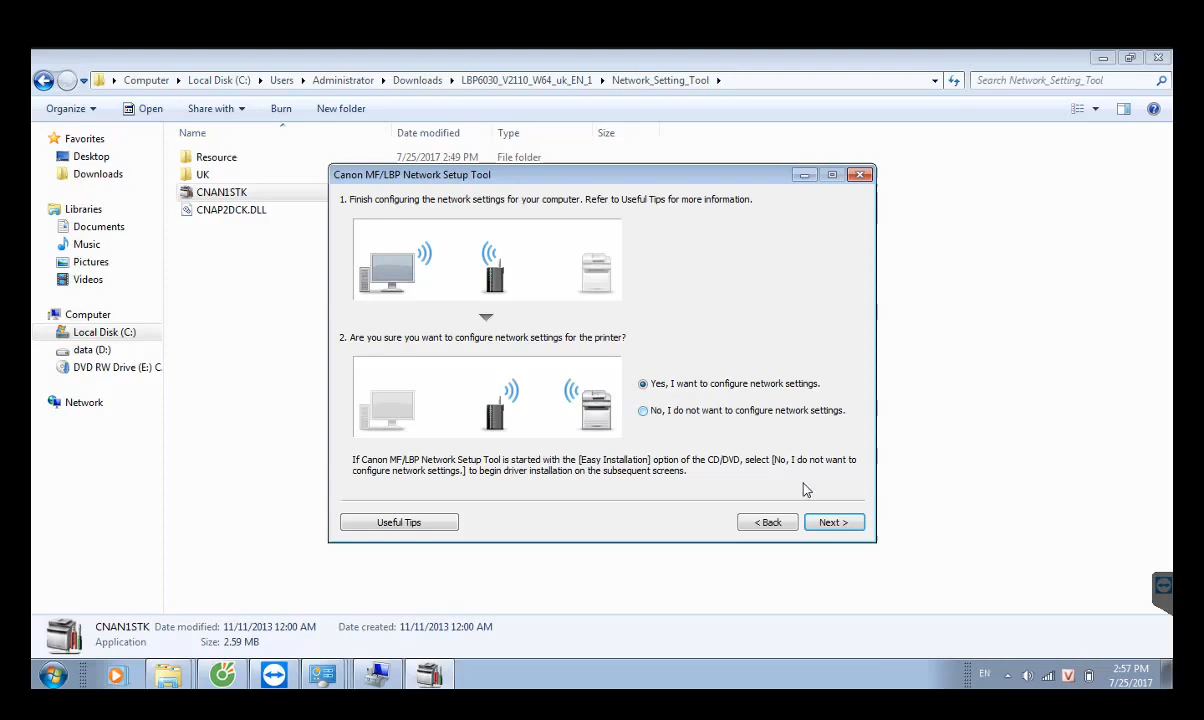 Computer Local Disk (C:) Users Administrator Downloads LBP6030_V2110_W64_uk_EN_1 Network_Setting_Tool Search Network_Setting_Tool
Organize Open Share with Burn New folder
Favorites
Desktop
Downloads
Libraries
Documents
Music
Pictures
Videos
Computer
Local Disk (C:)
data (D:)
DVD RW Drive (E:) C
Network
Name Date modified Type Size
Resource 7/25/2017 2:49 PM File folder
UK
CNAN1STK
CNAP2DCK.DLL
Canon MF/LBP Network Setup Tool
1. Finish configuring the network settings for your computer. Refer to Useful Tips for more information.
2. Are you sure you want to configure network settings for the printer?
Yes, I want to configure network settings.
No, I do not want to configure network settings.
If Canon MF/LBP Network Setup Tool is started with the [Easy Installation] option of the CD/DVD, select [No, I do not want to
configure network settings.] to begin driver installation on the subsequent screens.
Useful Tips < Back Next >
CNAN1STK Date modified: 11/11/2013 12:00 AM Date created: 11/11/2013 12:00 AM
Application Size: 2.59 MB
EN V 2:57 PM
7/25/2017